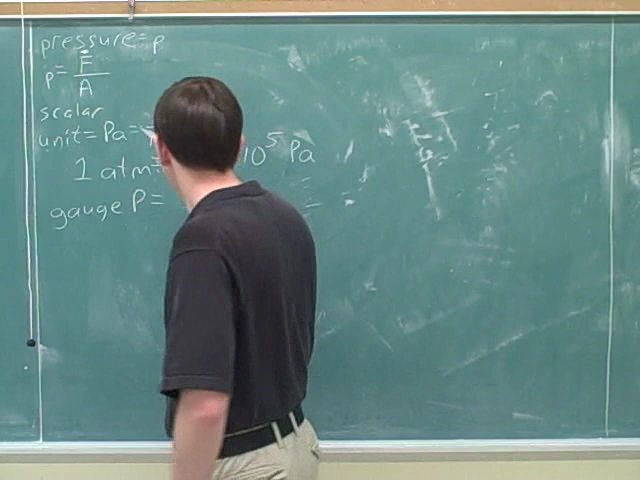 pressure = p
p = F / A
scalar
unit = Pa =
1 atm = 10⁵ Pa
gauge P =